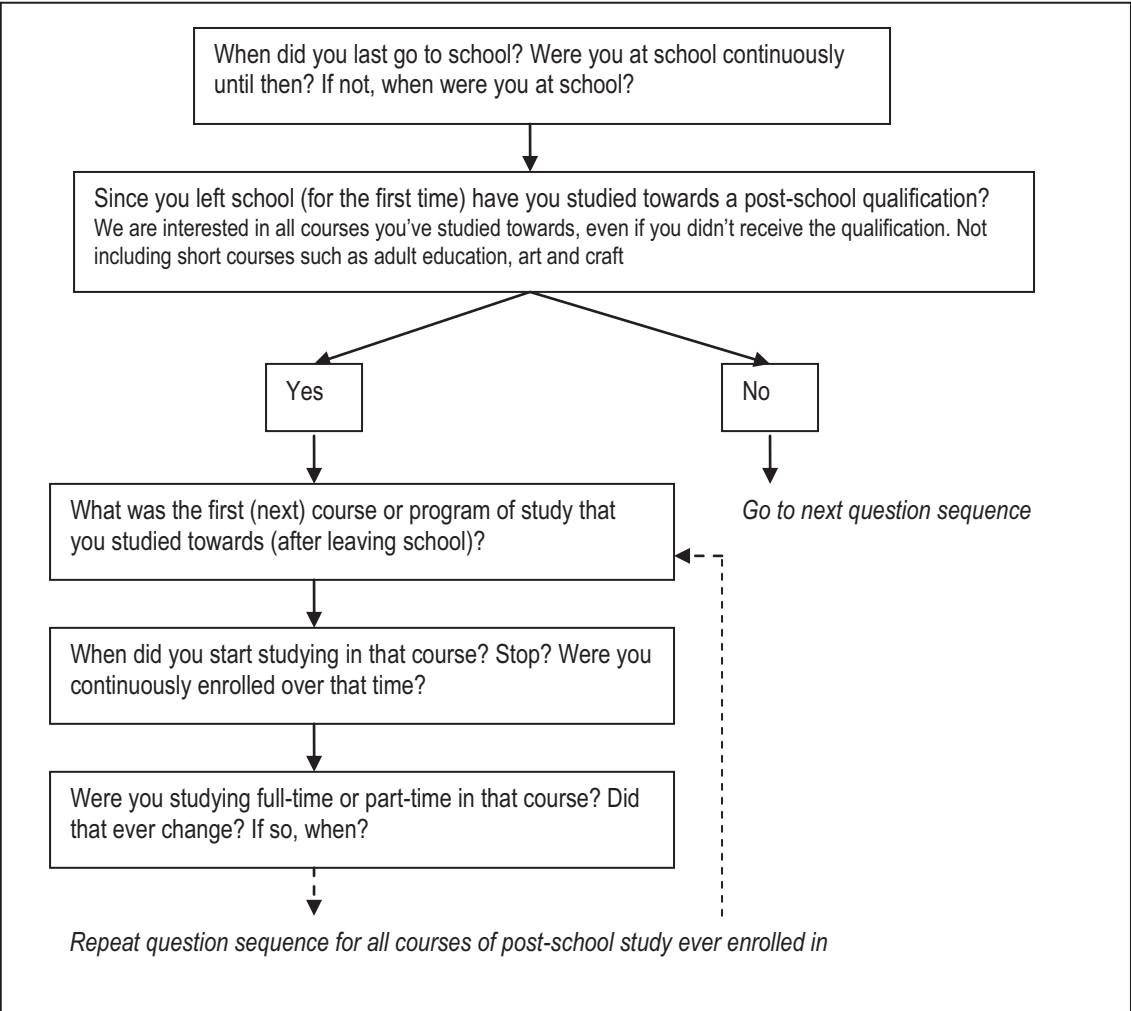 When did you last go to school? Were you at school continuously
until then? If not, when were you at school?
Since you left school (for the first time) have you studied towards a post-school qualification?
We are interested in all courses you've studied towards, even if you didn't receive the qualification. Not
including short courses such as adult education, art and craft
Yes
No
What was the first (next) course or program of study that
you studied towards (after leaving school)?
Go to next question sequence
When did you start studying in that course? Stop? Were you
continuously enrolled over that time?
Were you studying full-time or part-time in that course? Did
that ever change? If so, when?
Repeat question sequence for all courses of post-school study ever enrolled in